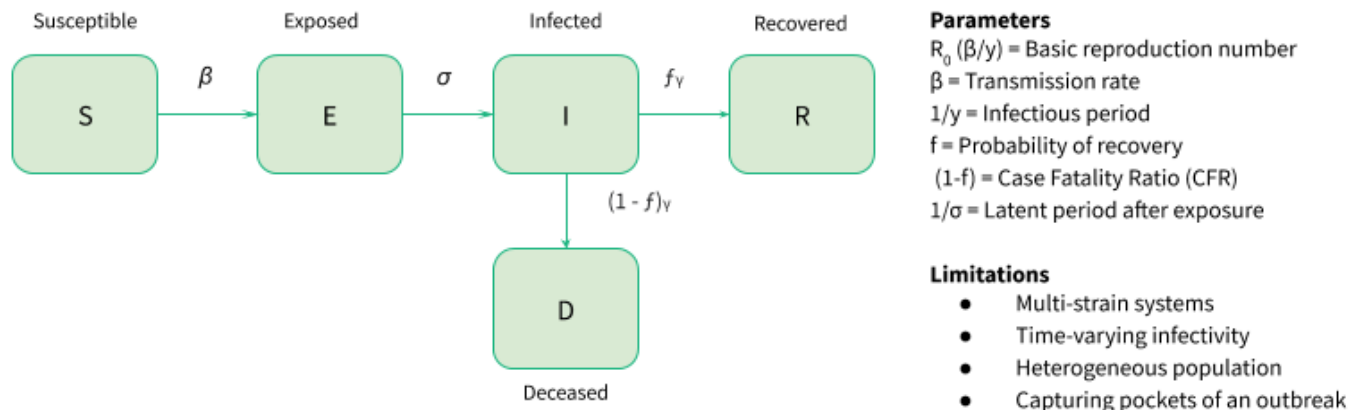 Susceptible
Exposed
Infected
Recovered
β
σ
fγ
S
E
I
R
(1 - f)γ
D
Deceased
Parameters
R₀ (β/y) = Basic reproduction number
β = Transmission rate
1/y = Infectious period
f = Probability of recovery
(1-f) = Case Fatality Ratio (CFR)
1/σ = Latent period after exposure
Limitations
● Multi-strain systems
● Time-varying infectivity
● Heterogeneous population
● Capturing pockets of an outbreak